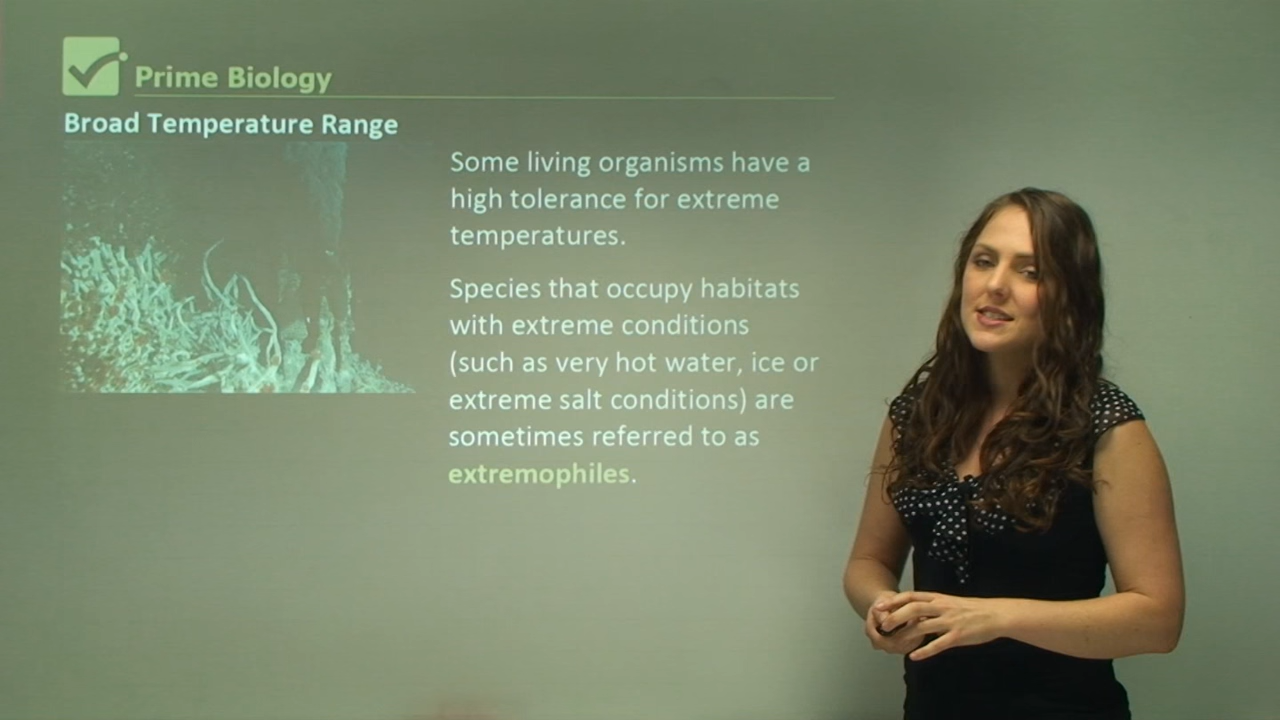 Prime Biology
Broad Temperature Range
Some living organisms have a
high tolerance for extreme
temperatures.
Species that occupy habitats
with extreme conditions
(such as very hot water, ice or
extreme salt conditions) are
sometimes referred to as
extremophiles.